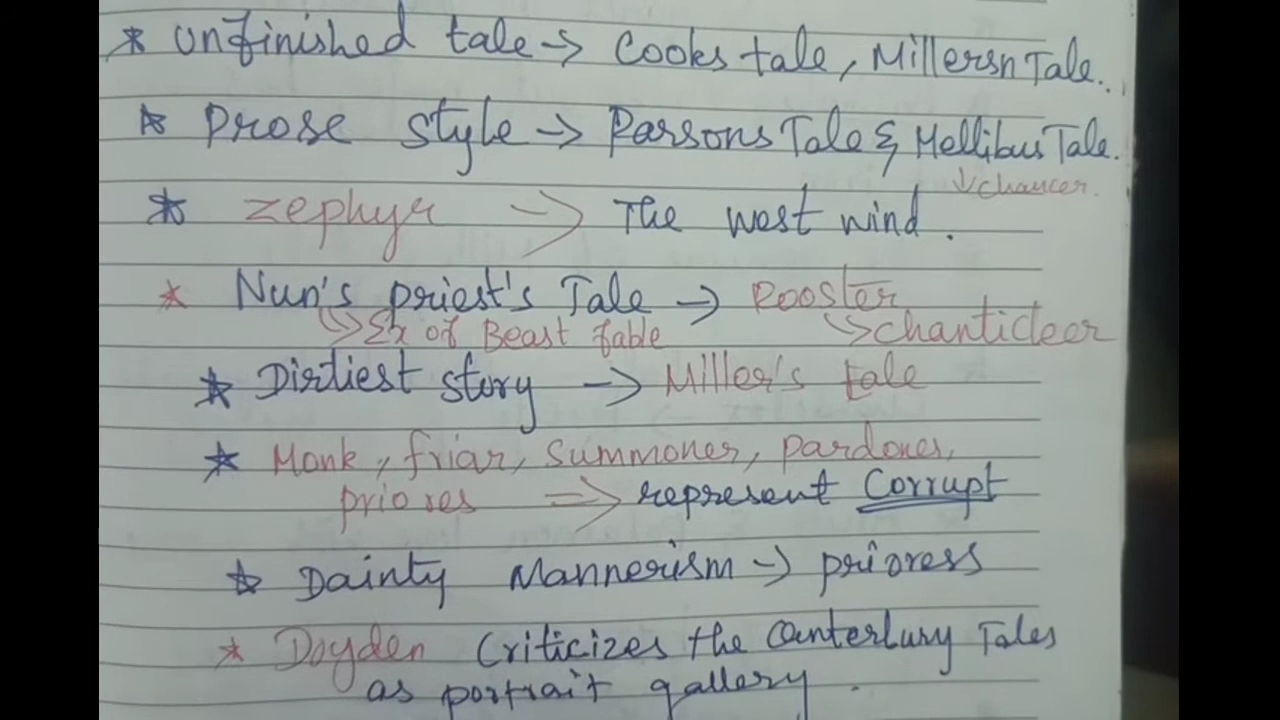 * Unfinished tale → Cooks tale, Millersn Tale.
* Prose style → Parsons Tale & Mellibus Tale.
↓ chaucer.
* Zephyr → The west wind.
* Nun's priest's Tale → Rooster
↳ Ex of Beast fable ↳ chanticleer
* Dirtiest story → Miller's tale
* Monk, friar, summoner, pardoner,
priores ⇒ represent Corrupt
* Dainty Mannerism → prioress
* Dryden Criticizes the Canterbury Tales
as portrait gallery.